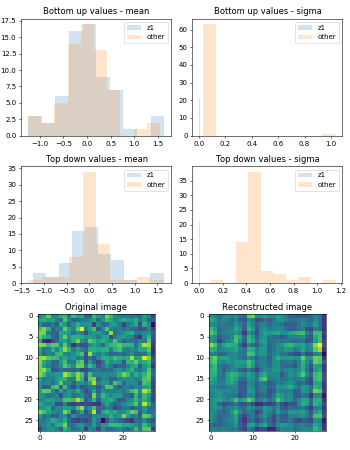 Bottom up values - mean
Bottom up values - sigma
17.5
15.0
12.5
10.0
7.5
5.0
2.5
0.0
−1.0 −0.5 0.0 0.5 1.0 1.5
z1
other
60
50
40
30
20
10
0
0.0 0.2 0.4 0.6 0.8 1.0
z1
other
Top down values - mean
Top down values - sigma
35
30
25
20
15
10
5
0
−1.5 −1.0 −0.5 0.0 0.5 1.0 1.5
z1
other
35
30
25
20
15
10
5
0
0.0 0.2 0.4 0.6 0.8 1.0 1.2
z1
other
Original image
Reconstructed image
0
5
10
15
20
25
0 10 20
0
5
10
15
20
25
0 10 20